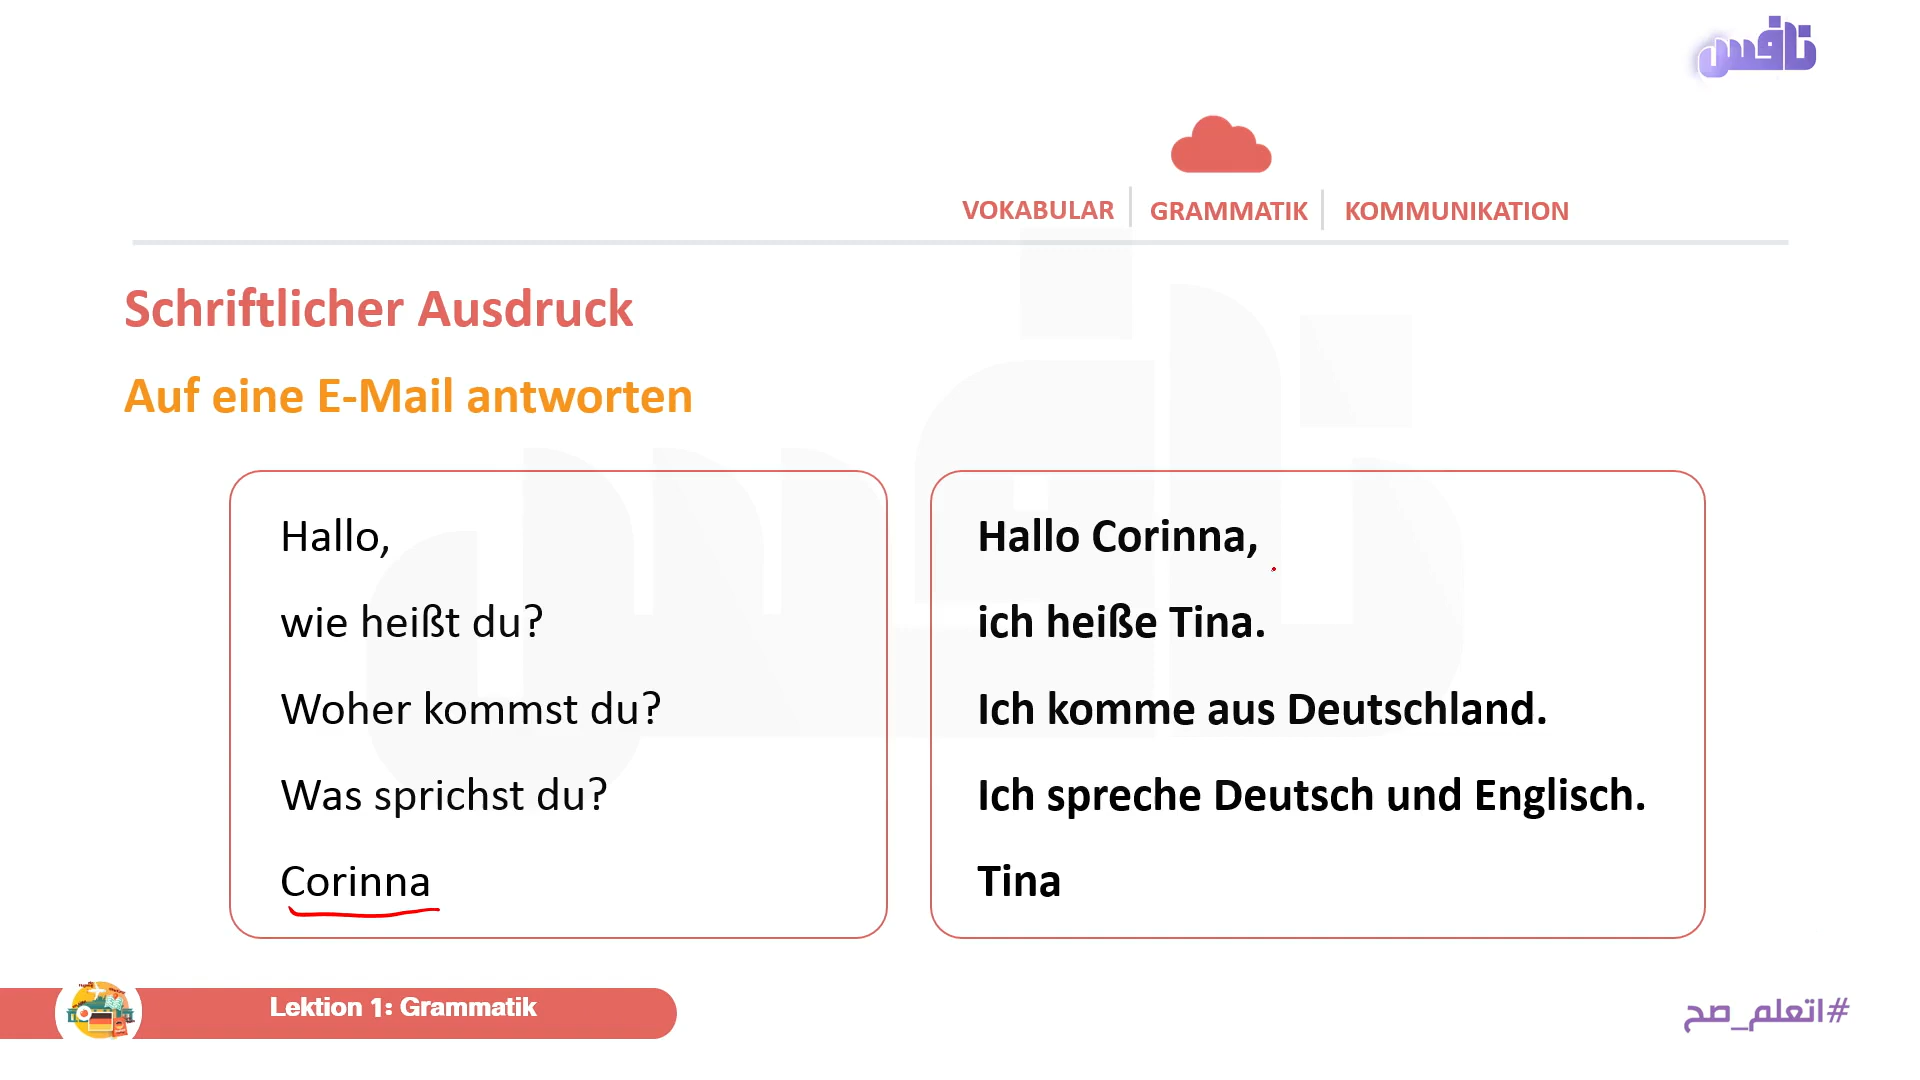 نافس
VOKABULAR
GRAMMATIK
KOMMUNIKATION
Schriftlicher Ausdruck
Auf eine E-Mail antworten
Hallo,
wie heißt du?
Woher kommst du?
Was sprichst du?
Corinna
Hallo Corinna,
ich heiße Tina.
Ich komme aus Deutschland.
Ich spreche Deutsch und Englisch.
Tina
Lektion 1: Grammatik
#اتعلم_صح